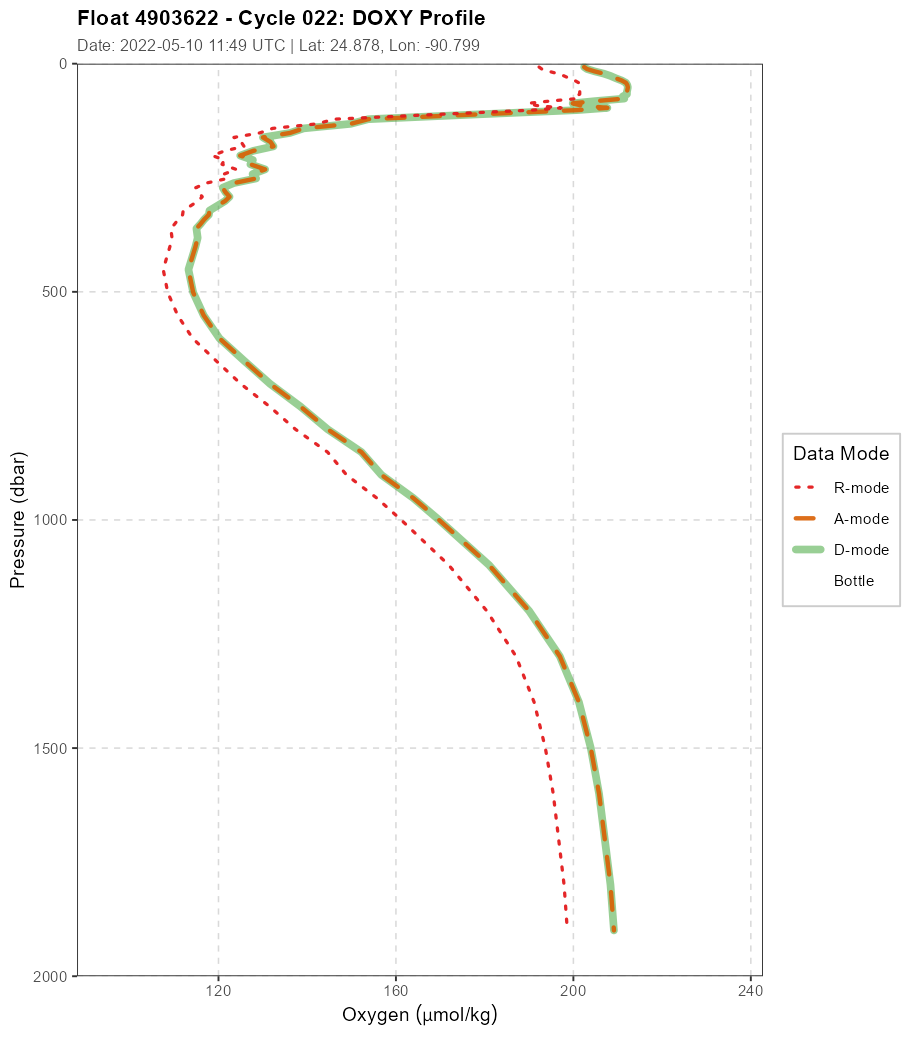 Float 4903622 - Cycle 022: DOXY Profile
Date: 2022-05-10 11:49 UTC | Lat: 24.878, Lon: -90.799
0
500
1000
1500
2000
Pressure (dbar)
120
160
200
240
Oxygen (μmol/kg)
Data Mode
R-mode
A-mode
D-mode
Bottle